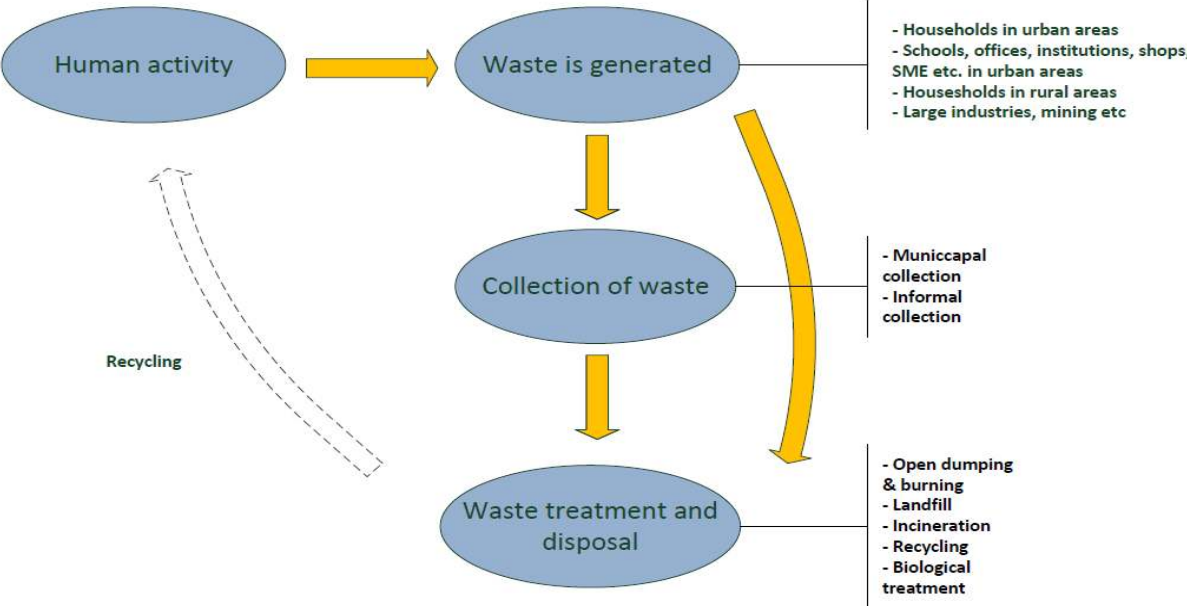 Human activity
Waste is generated
- Households in urban areas
- Schools, offices, institutions, shops,
SME etc. in urban areas
- Housesholds in rural areas
- Large industries, mining etc
Collection of waste
- Municcapal
collection
- Informal
collection
Recycling
Waste treatment and
disposal
- Open dumping
& burning
- Landfill
- Incineration
- Recycling
- Biological
treatment